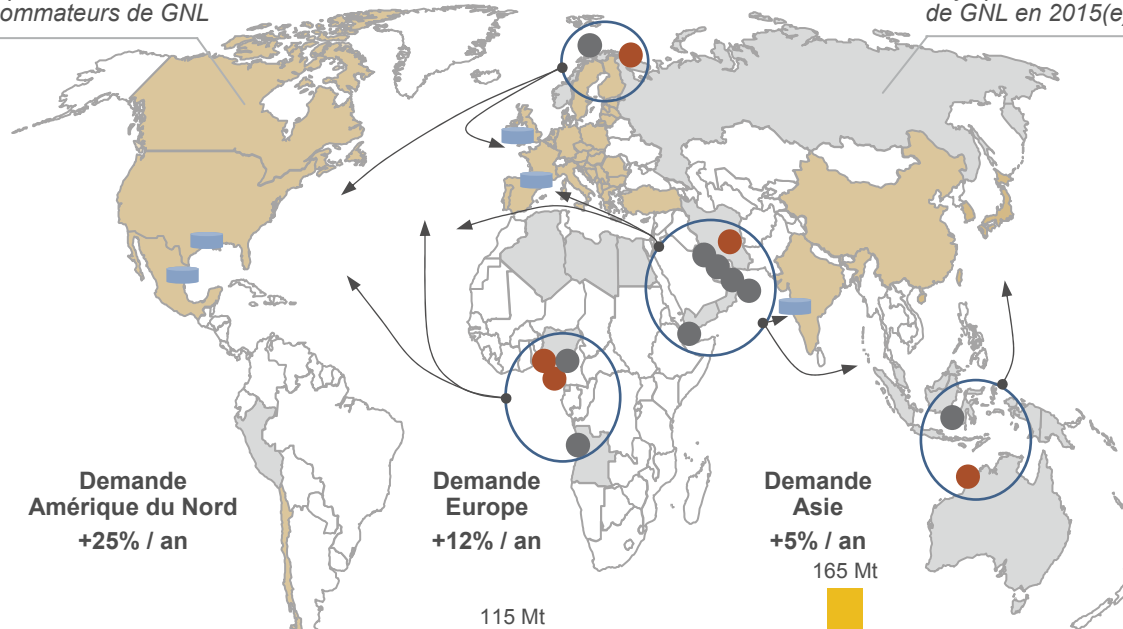 de GNL
de GNL en 2015(e)
Demande
Amérique du Nord
+25% / an
Demande
Europe
+12% / an
Demande
Asie
+5% / an
165 Mt
115 Mt